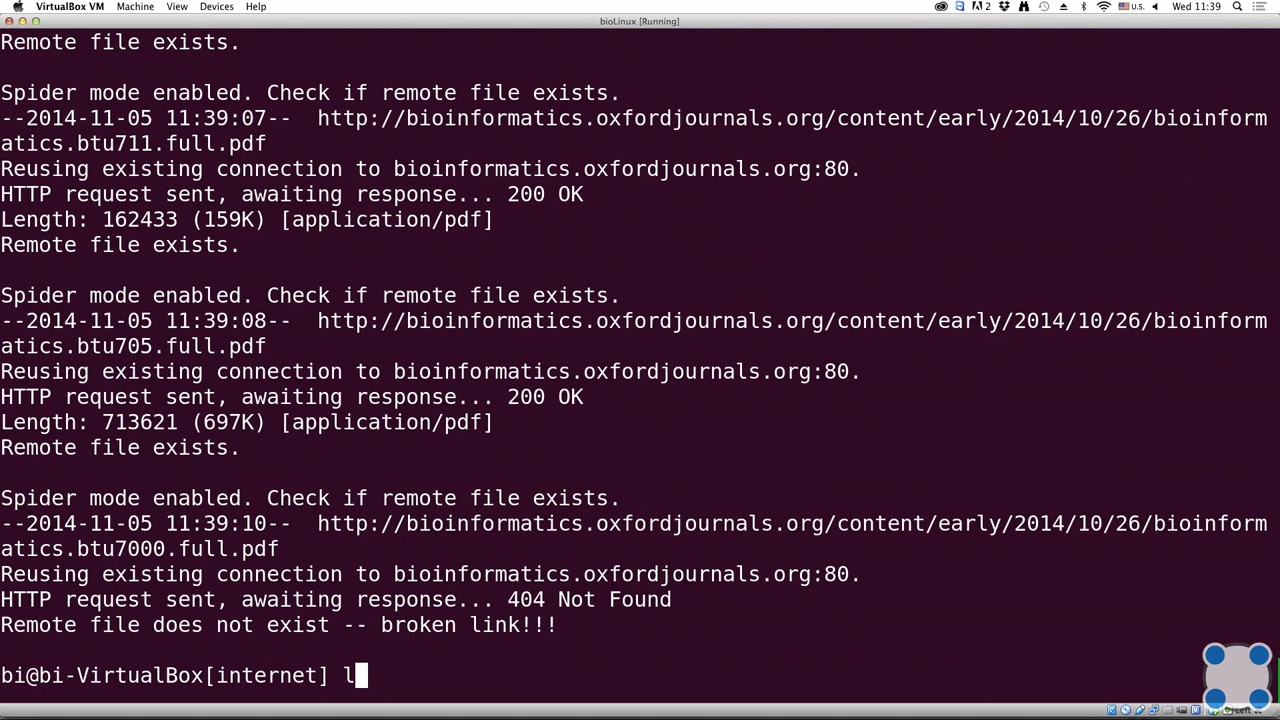 VirtualBox VM Machine View Devices Help 2 U.S. Wed 11:39
bioLinux [Running]
Remote file exists.
Spider mode enabled. Check if remote file exists.
--2014-11-05 11:39:07-- http://bioinformatics.oxfordjournals.org/content/early/2014/10/26/bioinform
atics.btu711.full.pdf
Reusing existing connection to bioinformatics.oxfordjournals.org:80.
HTTP request sent, awaiting response... 200 OK
Length: 162433 (159K) [application/pdf]
Remote file exists.
Spider mode enabled. Check if remote file exists.
--2014-11-05 11:39:08-- http://bioinformatics.oxfordjournals.org/content/early/2014/10/26/bioinform
atics.btu705.full.pdf
Reusing existing connection to bioinformatics.oxfordjournals.org:80.
HTTP request sent, awaiting response... 200 OK
Length: 713621 (697K) [application/pdf]
Remote file exists.
Spider mode enabled. Check if remote file exists.
--2014-11-05 11:39:10-- http://bioinformatics.oxfordjournals.org/content/early/2014/10/26/bioinform
atics.btu7000.full.pdf
Reusing existing connection to bioinformatics.oxfordjournals.org:80.
HTTP request sent, awaiting response... 404 Not Found
Remote file does not exist -- broken link!!!
bi@bi-VirtualBox[internet] l
Left